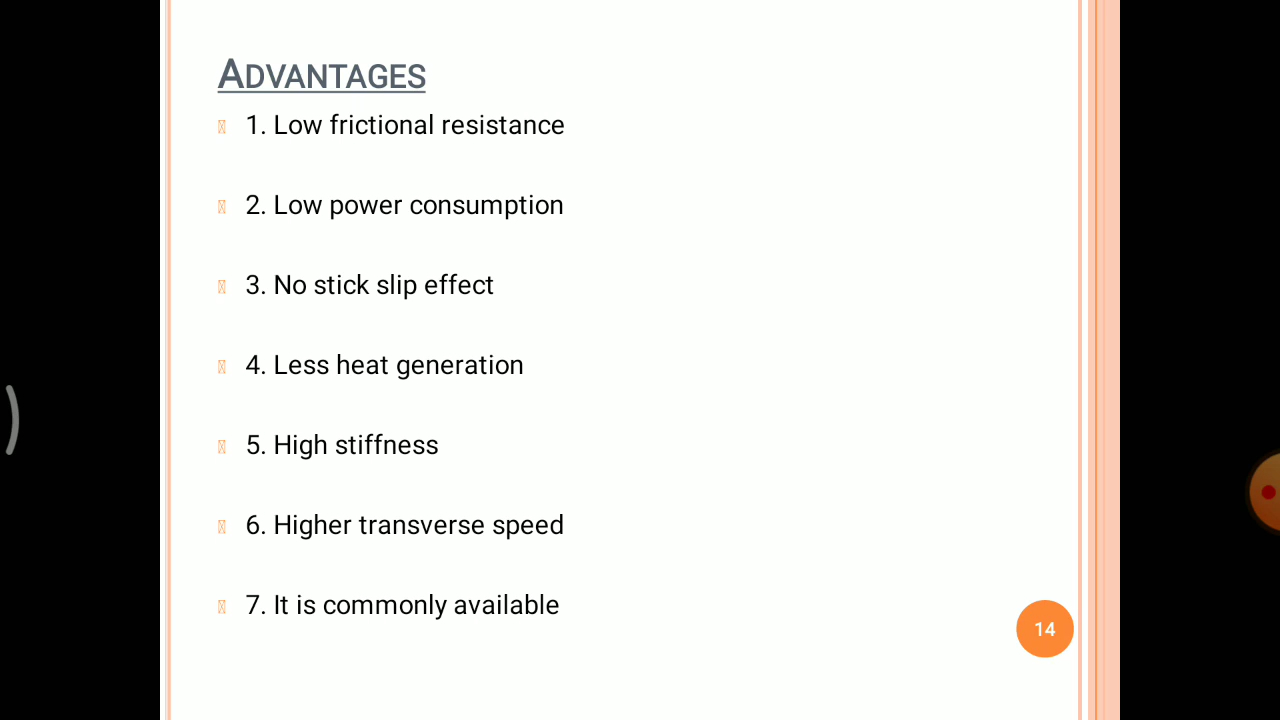 ADVANTAGES
1. Low frictional resistance
2. Low power consumption
3. No stick slip effect
4. Less heat generation
5. High stiffness
6. Higher transverse speed
7. It is commonly available
14